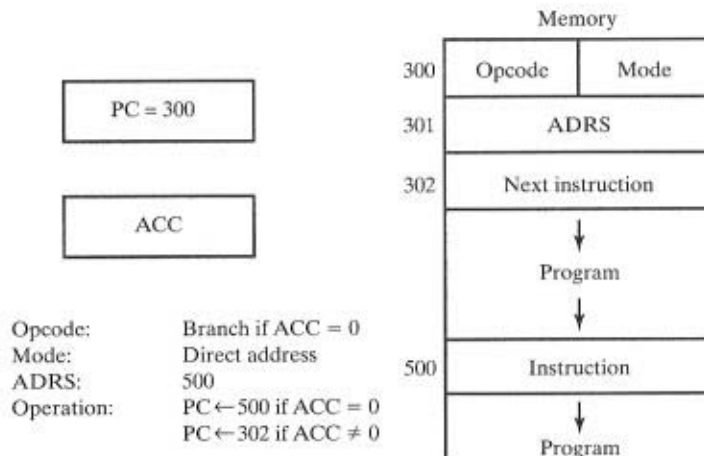 Memory
300 Opcode Mode
PC = 300
301 ADRS
302 Next instruction
ACC
Program
Opcode: Branch if ACC = 0
Mode: Direct address
ADRS: 500
Operation: PC ← 500 if ACC = 0
PC ← 302 if ACC ≠ 0
500 Instruction
Program